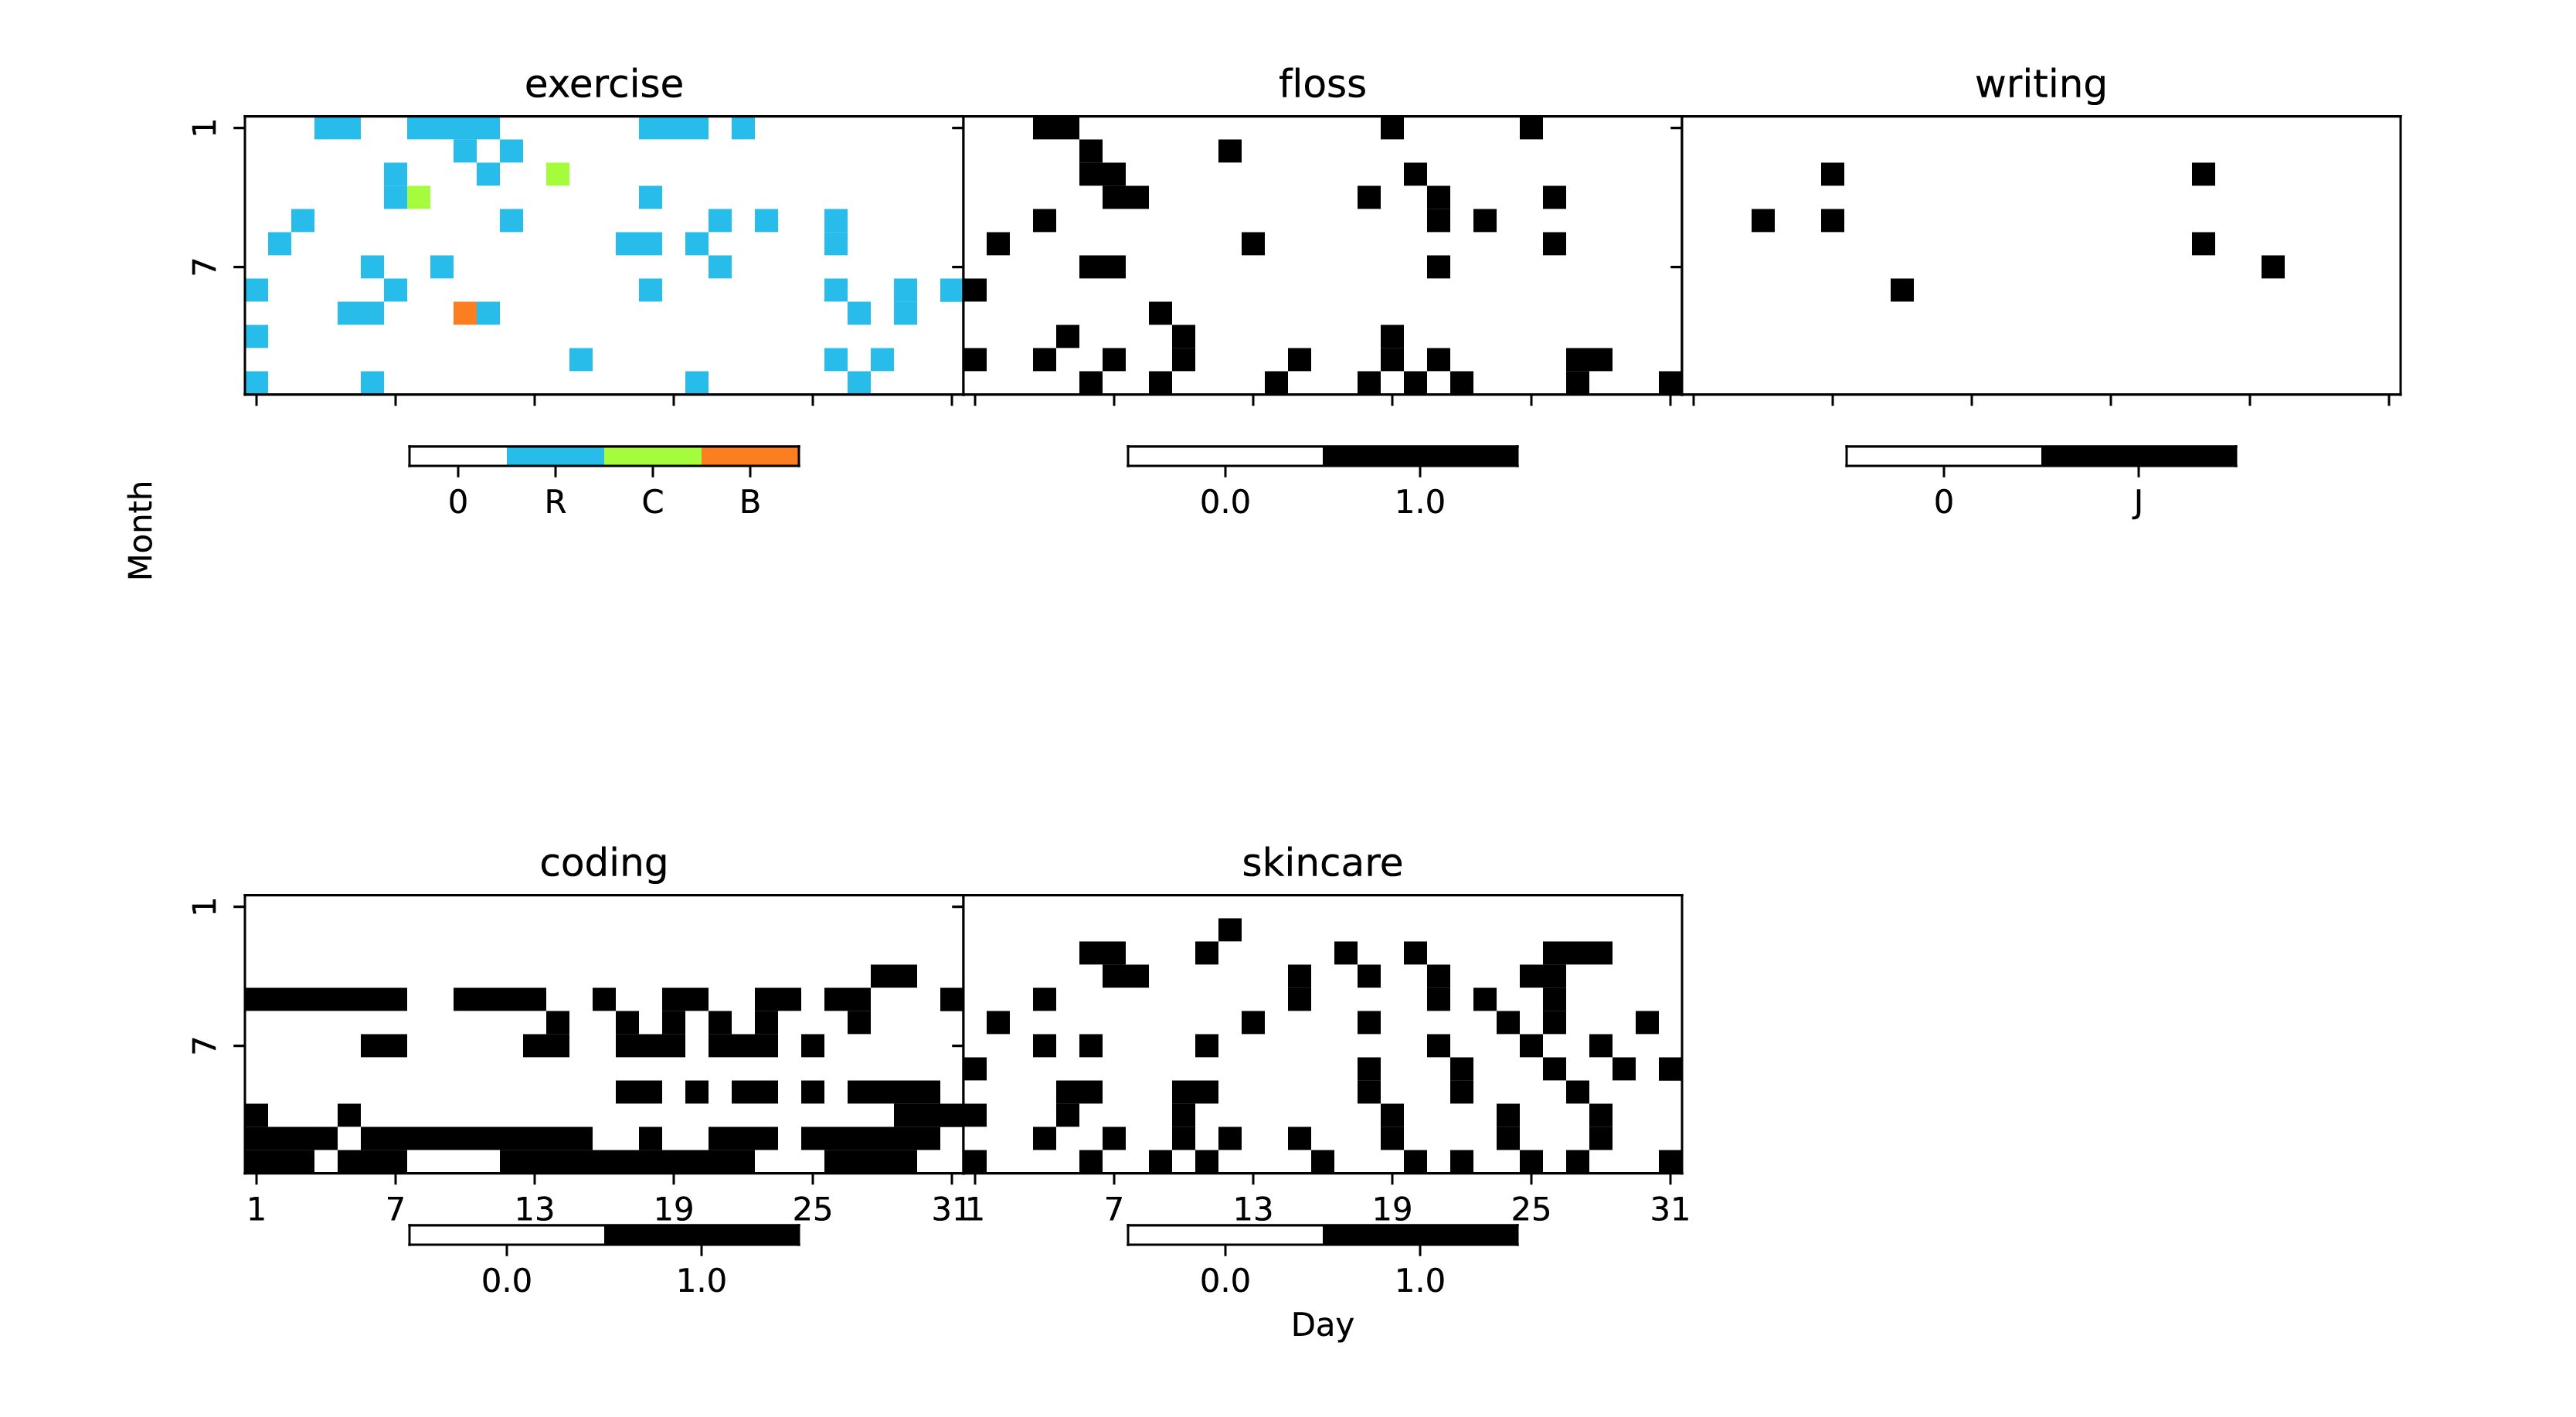 exercise floss writing
1
7
0 R C B 0.0 1.0 0 J
Month
coding skincare
1
7
1 7 13 19 25 31 1 7 13 19 25 31
0.0 1.0 0.0 1.0
Day